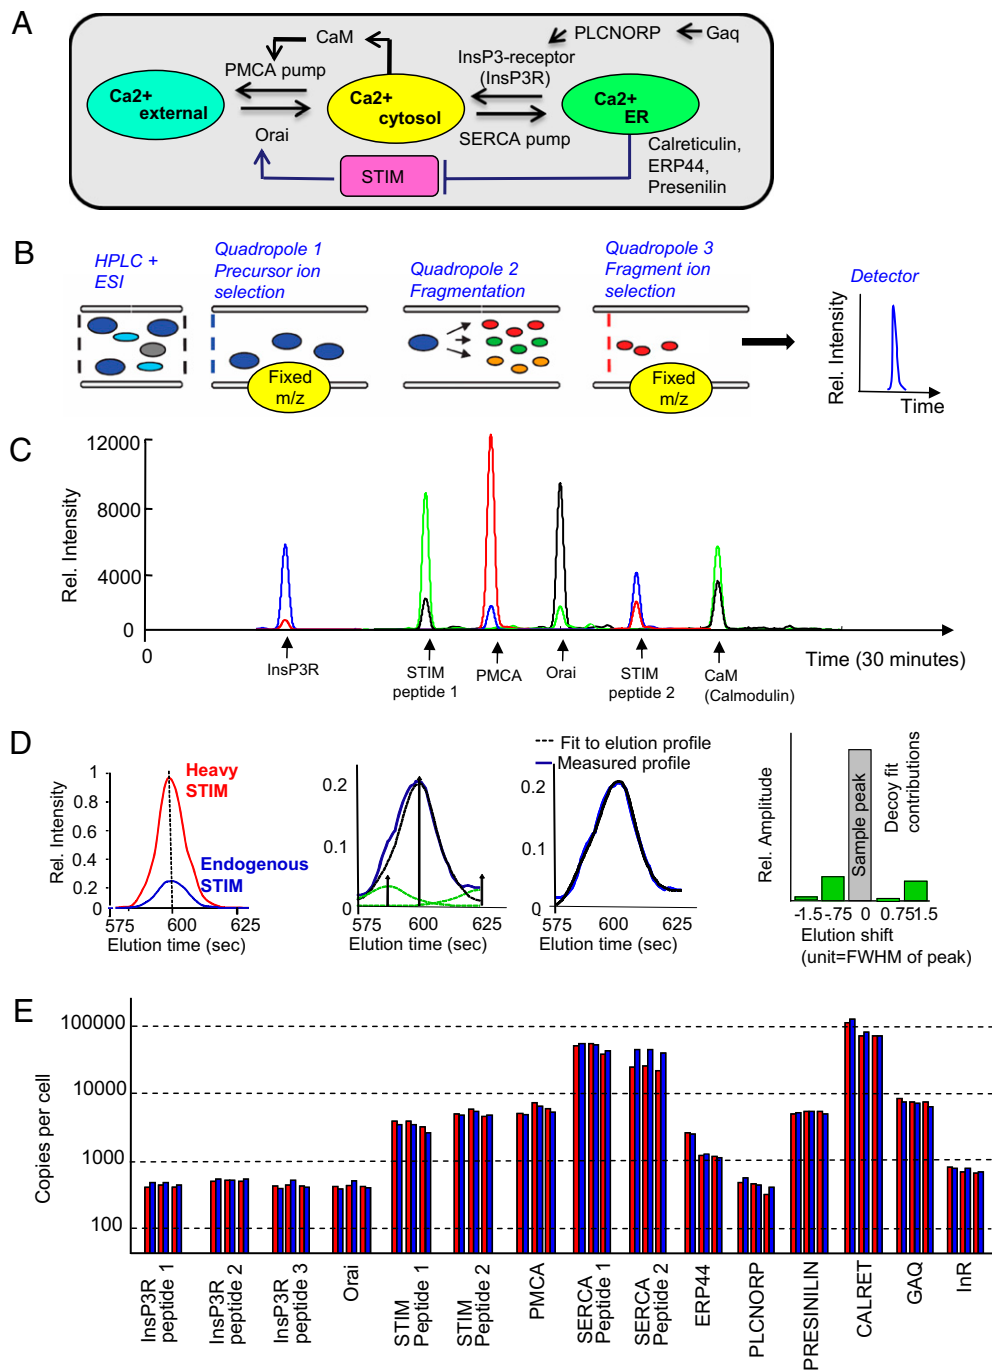 A
CaM
PLCNORP
Gaq
PMCA pump
InsP3-receptor
(InsP3R)
Ca2+
external
Ca2+
cytosol
Ca2+
ER
Orai
SERCA pump
Calreticulin,
ERP44,
Presenilin
STIM
B
HPLC +
ESI
Quadropole 1
Precursor ion
selection
Quadropole 2
Fragmentation
Quadropole 3
Fragment ion
selection
Detector
Fixed
m/z
Fixed
m/z
Rel. Intensity
Time
C
12000
8000
4000
0
Rel. Intensity
0
InsP3R
STIM
peptide 1
PMCA
Orai
STIM
peptide 2
CaM
(Calmodulin)
Time (30 minutes)
D
Rel. Intensity
1
0.8
0.6
0.4
0.2
0
Heavy
STIM
Endogenous
STIM
575 600 625
Elution time (sec)
0.2
0.1
0
575 600 625
Elution time (sec)
Fit to elution profile
Measured profile
0.2
0.1
0
575 600 625
Elution time (sec)
Rel. Amplitude
Sample peak
Decoy fit
contributions
-1.5 -.75 0 0.75 1.5
Elution shift
(unit=FWHM of peak)
E
Copies per cell
100000
10000
1000
100
InsP3R
peptide 1
InsP3R
peptide 2
InsP3R
peptide 3
Orai
STIM
Peptide 1
STIM
Peptide 2
PMCA
SERCA
Peptide 1
SERCA
Peptide 2
ERP44
PLCNORP
PRESINILIN
CALRET
GAQ
InR